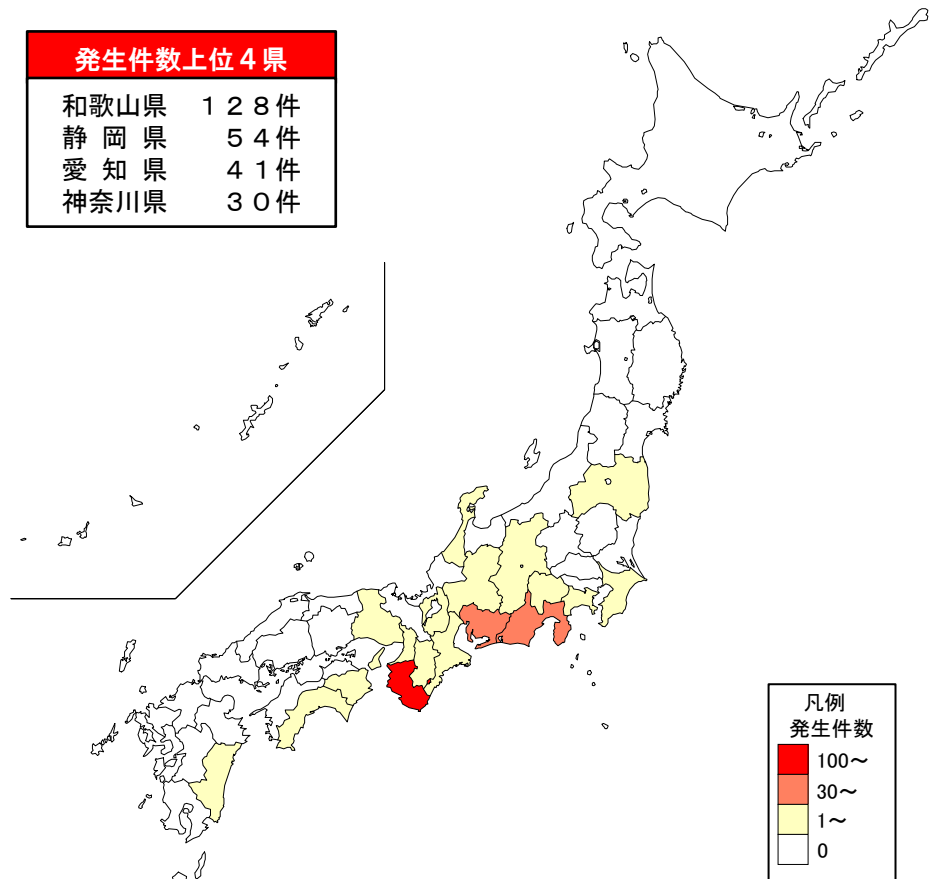 発生件数上位４県
和歌山県 １２８件
静 岡 県 ５４件
愛 知 県 ４１件
神奈川県 ３０件
凡例
発生件数
100～
30～
1～
0